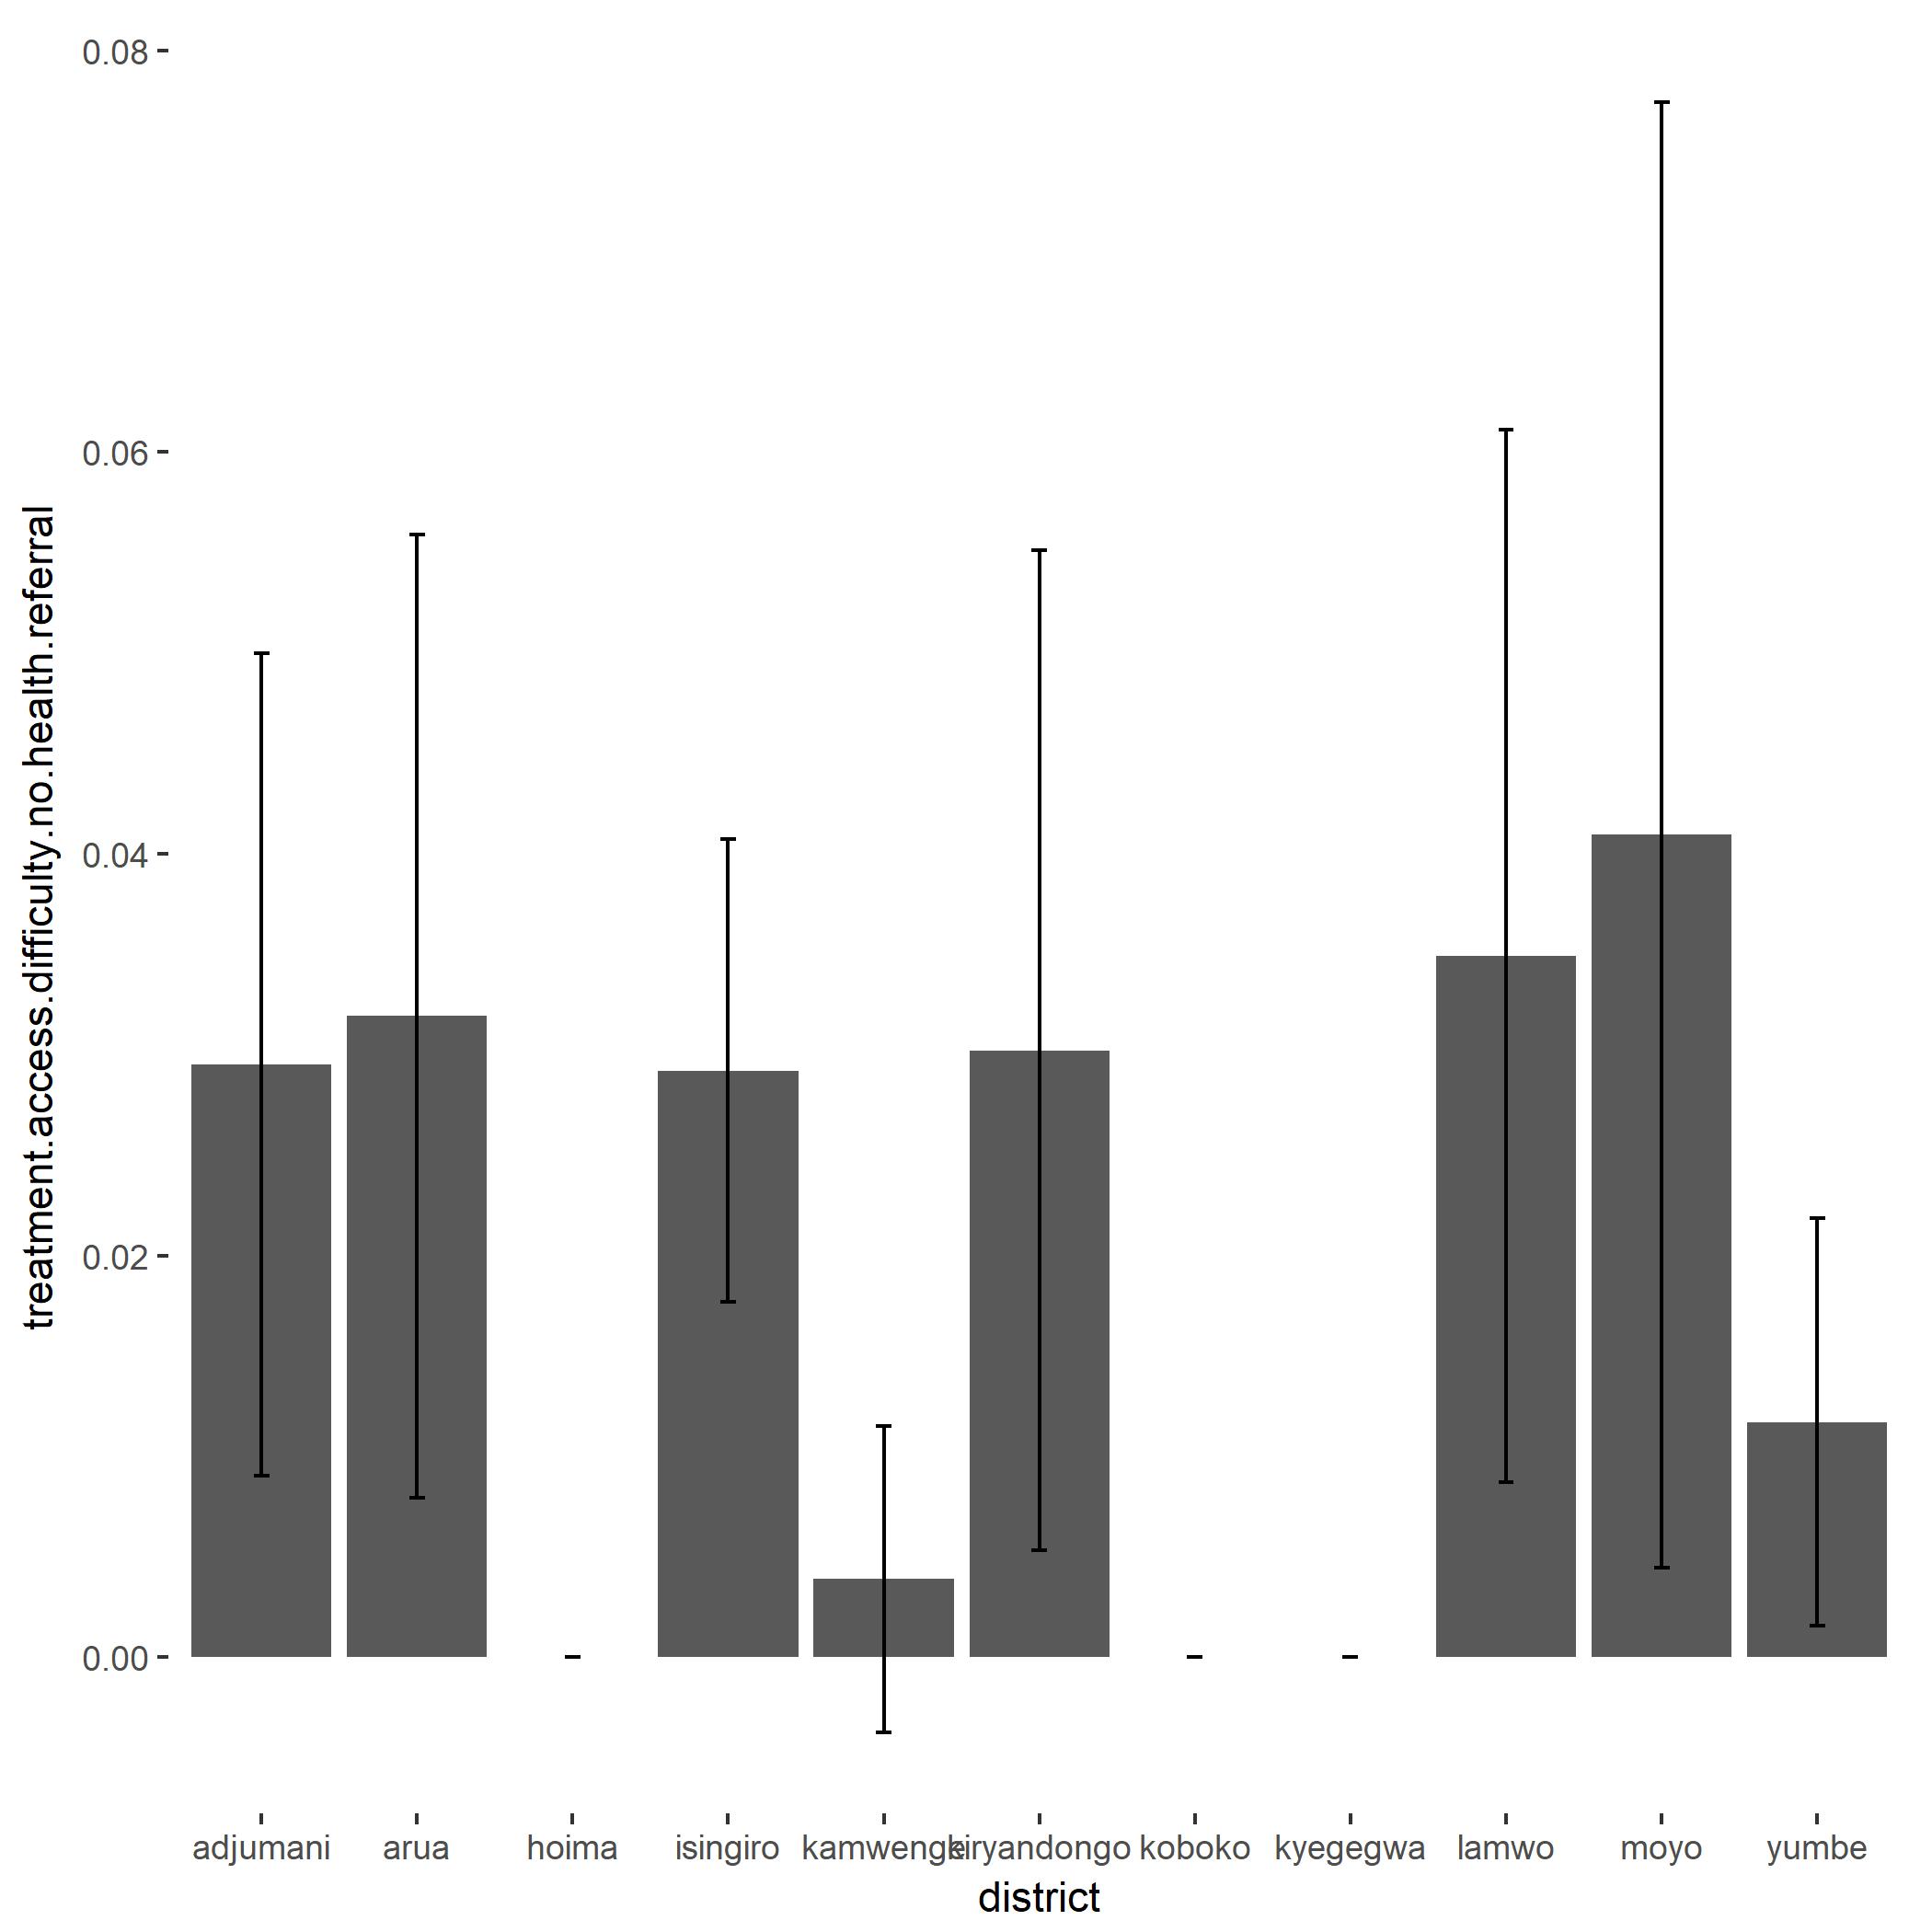 treatment.access.difficulty.no.health.referral
0.08
0.06
0.04
0.02
0.00
adjumani arua hoima isingiro kamwenge kiryandongo koboko kyegegwa lamwo moyo yumbe
district